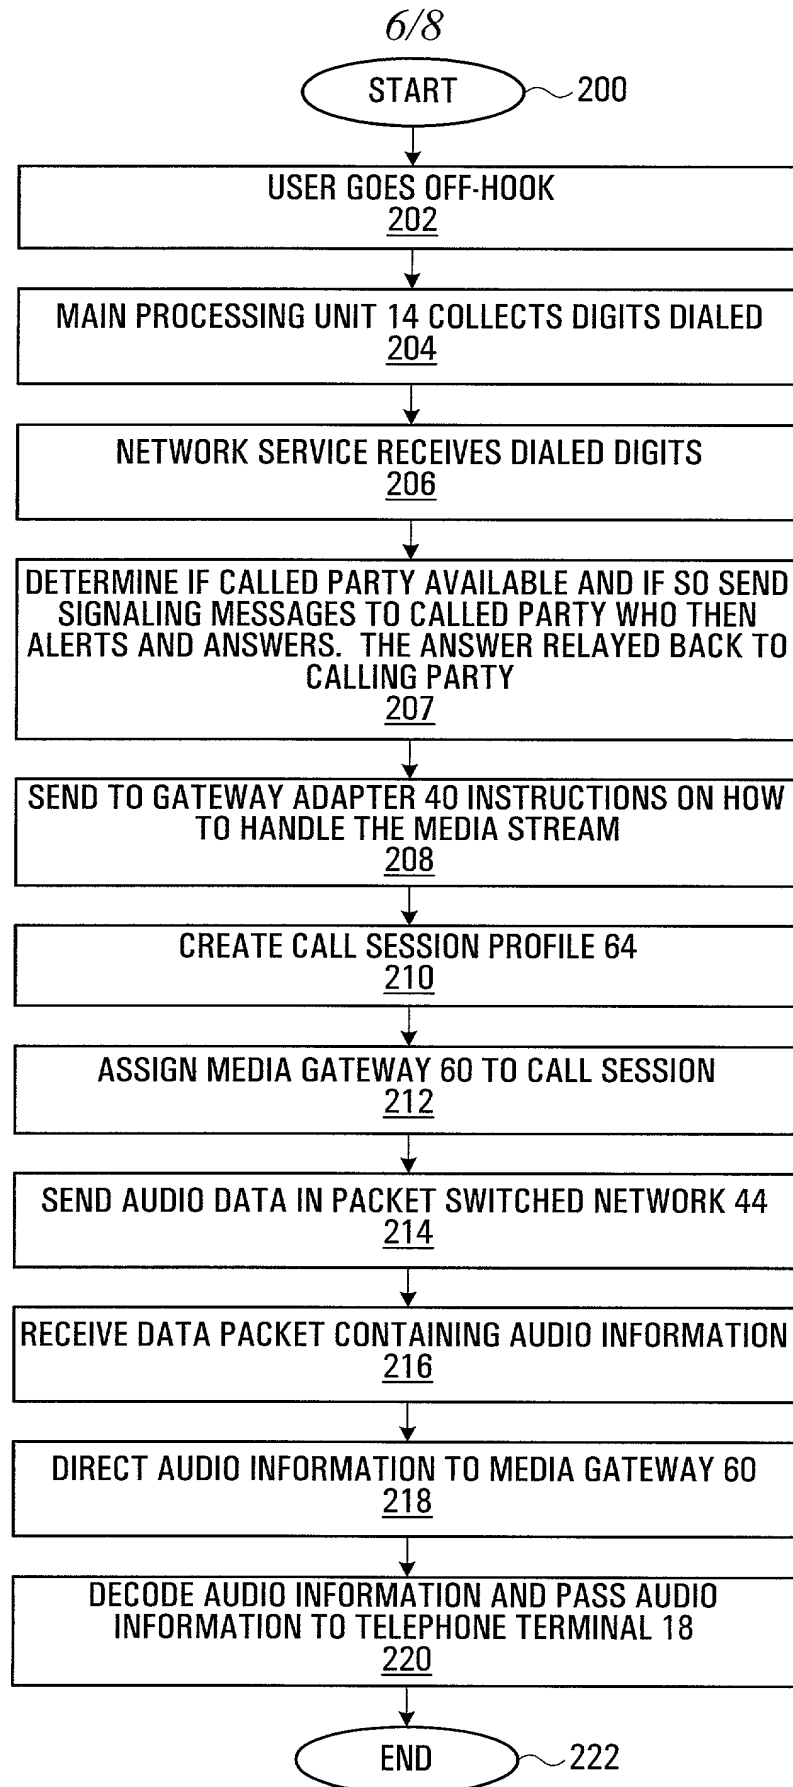 6/8
START
200
USER GOES OFF-HOOK
202
MAIN PROCESSING UNIT 14 COLLECTS DIGITS DIALED
204
NETWORK SERVICE RECEIVES DIALED DIGITS
206
DETERMINE IF CALLED PARTY AVAILABLE AND IF SO SEND
SIGNALING MESSAGES TO CALLED PARTY WHO THEN
ALERTS AND ANSWERS. THE ANSWER RELAYED BACK TO
CALLING PARTY
207
SEND TO GATEWAY ADAPTER 40 INSTRUCTIONS ON HOW
TO HANDLE THE MEDIA STREAM
208
CREATE CALL SESSION PROFILE 64
210
ASSIGN MEDIA GATEWAY 60 TO CALL SESSION
212
SEND AUDIO DATA IN PACKET SWITCHED NETWORK 44
214
RECEIVE DATA PACKET CONTAINING AUDIO INFORMATION
216
DIRECT AUDIO INFORMATION TO MEDIA GATEWAY 60
218
DECODE AUDIO INFORMATION AND PASS AUDIO
INFORMATION TO TELEPHONE TERMINAL 18
220
END
222